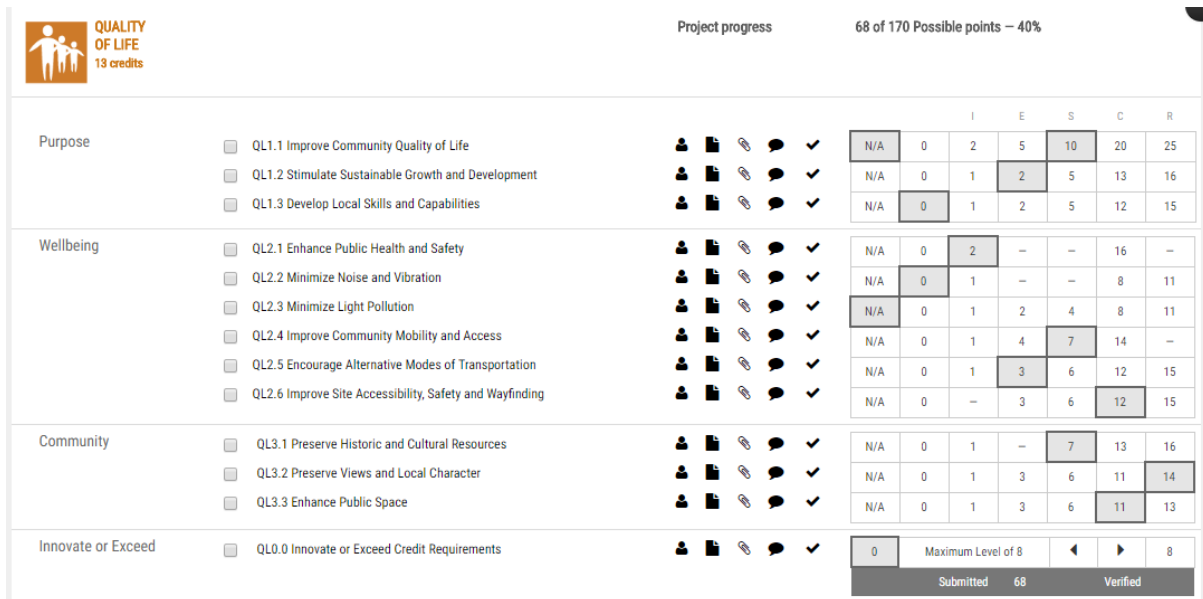 QUALITY
OF LIFE
13 credits
Project progress
68 of 170 Possible points — 40%
I E S C R
Purpose
QL1.1 Improve Community Quality of Life N/A 0 2 5 10 20 25
QL1.2 Stimulate Sustainable Growth and Development N/A 0 1 2 5 13 16
QL1.3 Develop Local Skills and Capabilities N/A 0 1 2 5 12 15
Wellbeing
QL2.1 Enhance Public Health and Safety N/A 0 2 – – 16 –
QL2.2 Minimize Noise and Vibration N/A 0 1 – – 8 11
QL2.3 Minimize Light Pollution N/A 0 1 2 4 8 11
QL2.4 Improve Community Mobility and Access N/A 0 1 4 7 14 –
QL2.5 Encourage Alternative Modes of Transportation N/A 0 1 3 6 12 15
QL2.6 Improve Site Accessibility, Safety and Wayfinding N/A 0 – 3 6 12 15
Community
QL3.1 Preserve Historic and Cultural Resources N/A 0 1 – 7 13 16
QL3.2 Preserve Views and Local Character N/A 0 1 3 6 11 14
QL3.3 Enhance Public Space N/A 0 1 3 6 11 13
Innovate or Exceed
QL0.0 Innovate or Exceed Credit Requirements 0 Maximum Level of 8 8
Submitted 68 Verified